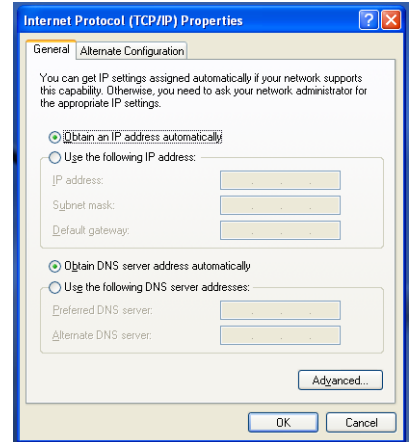 Internet Protocol (TCP/IP) Properties
General
Alternate Configuration
You can get IP settings assigned automatically if your network supports
this capability. Otherwise, you need to ask your network administrator for
the appropriate IP settings.
Obtain an IP address automatically
Use the following IP address:
IP address:
Subnet mask:
Default gateway:
Obtain DNS server address automatically
Use the following DNS server addresses:
Preferred DNS server:
Alternate DNS server:
Advanced...
OK
Cancel